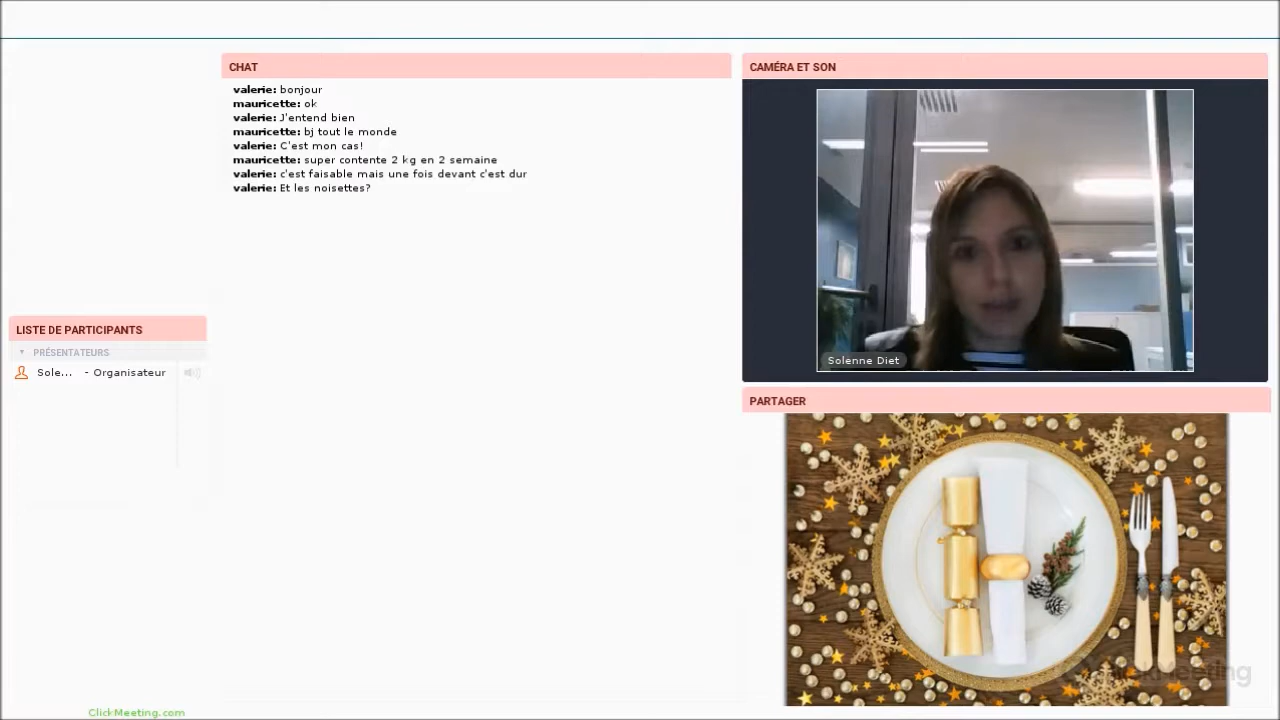 CHAT
valerie: bonjour
mauricette: ok
valerie: J'entend bien
mauricette: bj tout le monde
valerie: C'est mon cas!
mauricette: super contente 2 kg en 2 semaine
valerie: c'est faisable mais une fois devant c'est dur
valerie: Et les noisettes?
LISTE DE PARTICIPANTS
PRÉSENTATEURS
Sole... - Organisateur
CAMÉRA ET SON
Solenne Diet
PARTAGER
ClickMeeting.com